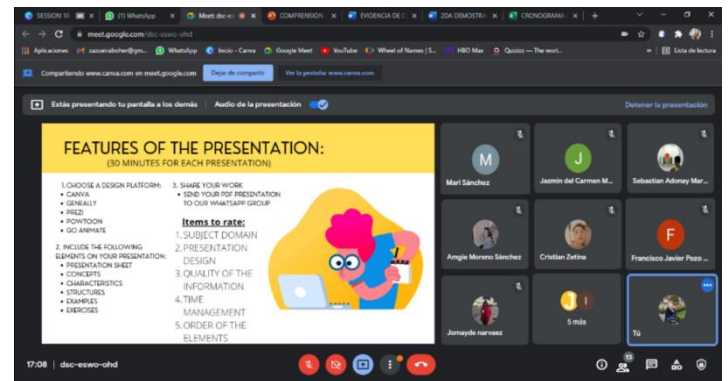 SESSION 10
(1) WhatsApp
Meet: dsc-es
COMPRENSION
EVIDENCIA DE
2DA DEMOSTR
CRONOGRAMA
meet.google.com/dsc-eswo-ohd
Aplicaciones
WhatsApp
Inicio - Canva
Google Meet
YouTube
Wheel of Names | S...
HBO Max
Quizizz — The worl...
Lista de lectura
Compartiendo www.canva.com en meet.google.com
Dejar de compartir
Ver la pestaña: www.canva.com
Estás presentando tu pantalla a los demás
Audio de la presentación
Detener la presentación
FEATURES OF THE PRESENTATION:
(30 MINUTES FOR EACH PRESENTATION)
1.CHOOSE A DESIGN PLATFORM:
• CANVA
• GENEALLY
• PREZI
• POWTOON
• GO ANIMATE
2. INCLUDE THE FOLLOWING
ELEMENTS ON YOUR PRESENTATION:
• PRESENTATION SHEET
• CONCEPTS
• CHARACTERISTICS
• STRUCTURES
• EXAMPLES
• EXERCISES
3. SHARE YOUR WORK
• SEND YOUR PDF PRESENTATION
TO OUR WHATSAPP GROUP
Items to rate:
1.SUBJECT DOMAIN
2.PRESENTATION
DESIGN
3.QUALITY OF THE
INFORMATION
4.TIME
MANAGEMENT
5.ORDER OF THE
ELEMENTS
M
Mari Sánchez
J
Jazmin del Carmen M...
Sebastian Adonay Mar...
Amgie Moreno Sánchez
Cristian Zetina
F
Francisco Javier Pozo ...
Jomayde narvaez
J
5 más
Tú
17:08 | dsc-eswo-ohd
13